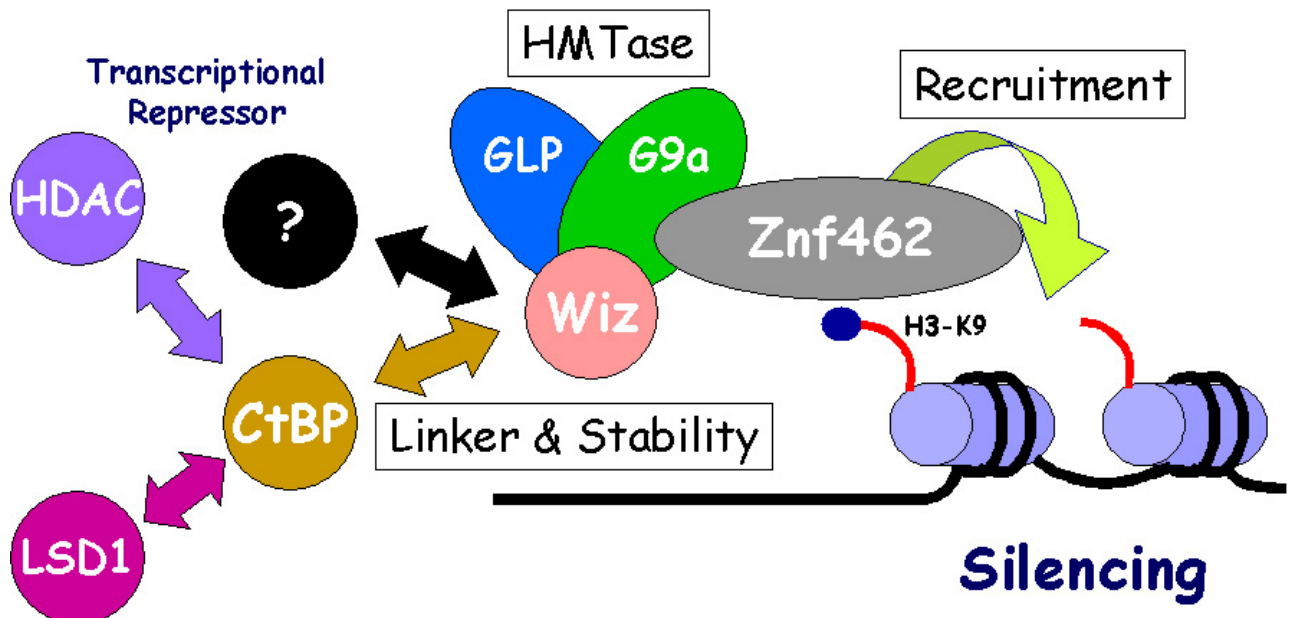 HMTase
Transcriptional
Repressor
Recruitment
GLP
G9a
HDAC
?
Znf462
Wiz
H3-K9
CtBP
Linker & Stability
LSD1
Silencing